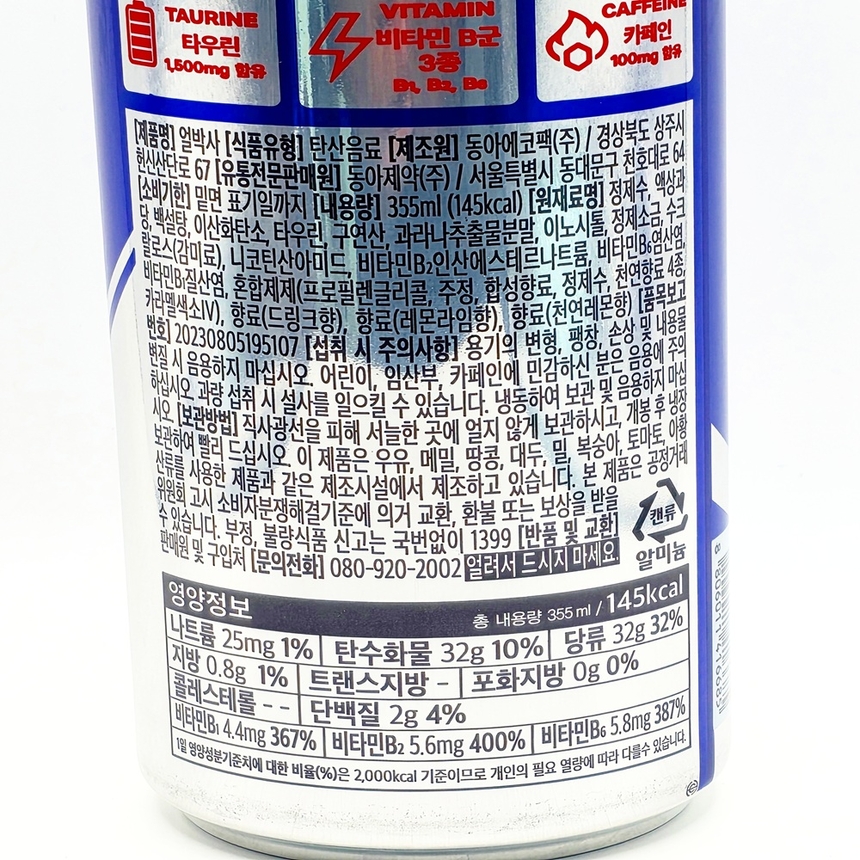 TAURINE
타우린
1,500mg 함유
VITAMIN
비타민 B군
3종
B₁, B₂, B₆
CAFFEINE
카페인
100mg 함유
[제품명] 얼박사 [식품유형] 탄산음료 [제조원] 동아에코팩(주) / 경상북도 상주시
헌신산단로 67 [유통전문판매원] 동아제약(주) / 서울특별시 동대문구 천호대로 64
[소비기한] 밑면 표기일까지 [내용량] 355ml (145kcal) [원재료명] 정제수, 액상과
당, 백설탕, 이산화탄소, 타우린, 구연산, 과라나추출물분말, 이노시톨, 정제소금, 수크
랄로스(감미료), 니코틴산아미드, 비타민B₂인산에스테르나트륨, 비타민B₆염산염,
비타민B₁질산염, 혼합제제(프로필렌글리콜, 주정, 합성향료, 정제수, 천연향료 4종,
카라멜색소IV), 향료(드링크향), 향료(레몬라임향), 향료(천연레몬향) [품목보고
번호] 20230805195107 [섭취 시 주의사항] 용기의 변형, 팽창, 손상 및 내용물
변질 시 음용하지 마십시오. 어린이, 임산부, 카페인에 민감하신 분은 음용에 주의
하십시오. 과량 섭취 시 설사를 일으킬 수 있습니다. 냉동하여 보관 및 음용하지 마십
시오. [보관방법] 직사광선을 피해 서늘한 곳에 얼지 않게 보관하시고, 개봉 후 냉장
보관하여 빨리 드십시오. 이 제품은 우유, 메밀, 땅콩, 대두, 밀, 복숭아, 토마토, 아황
산류를 사용한 제품과 같은 제조시설에서 제조하고 있습니다. 본 제품은 공정거래
위원회 고시 소비자분쟁해결기준에 의거 교환, 환불 또는 보상을 받을
수 있습니다. 부정, 불량식품 신고는 국번없이 1399 [반품 및 교환]
판매원 및 구입처 [문의전화] 080-920-2002 얼려서 드시지 마세요.
캔류
알미늄
영양정보
총 내용량 355 ml / 145kcal
나트륨 25mg 1% 탄수화물 32g 10% 당류 32g 32%
지방 0.8g 1% 트랜스지방 - 포화지방 0g 0%
콜레스테롤 - - 단백질 2g 4%
비타민B₁ 4.4mg 367% 비타민B₂ 5.6mg 400% 비타민B₆ 5.8mg 387%
1일 영양성분기준치에 대한 비율(%)은 2,000kcal 기준이므로 개인의 필요 열량에 따라 다를수 있습니다.